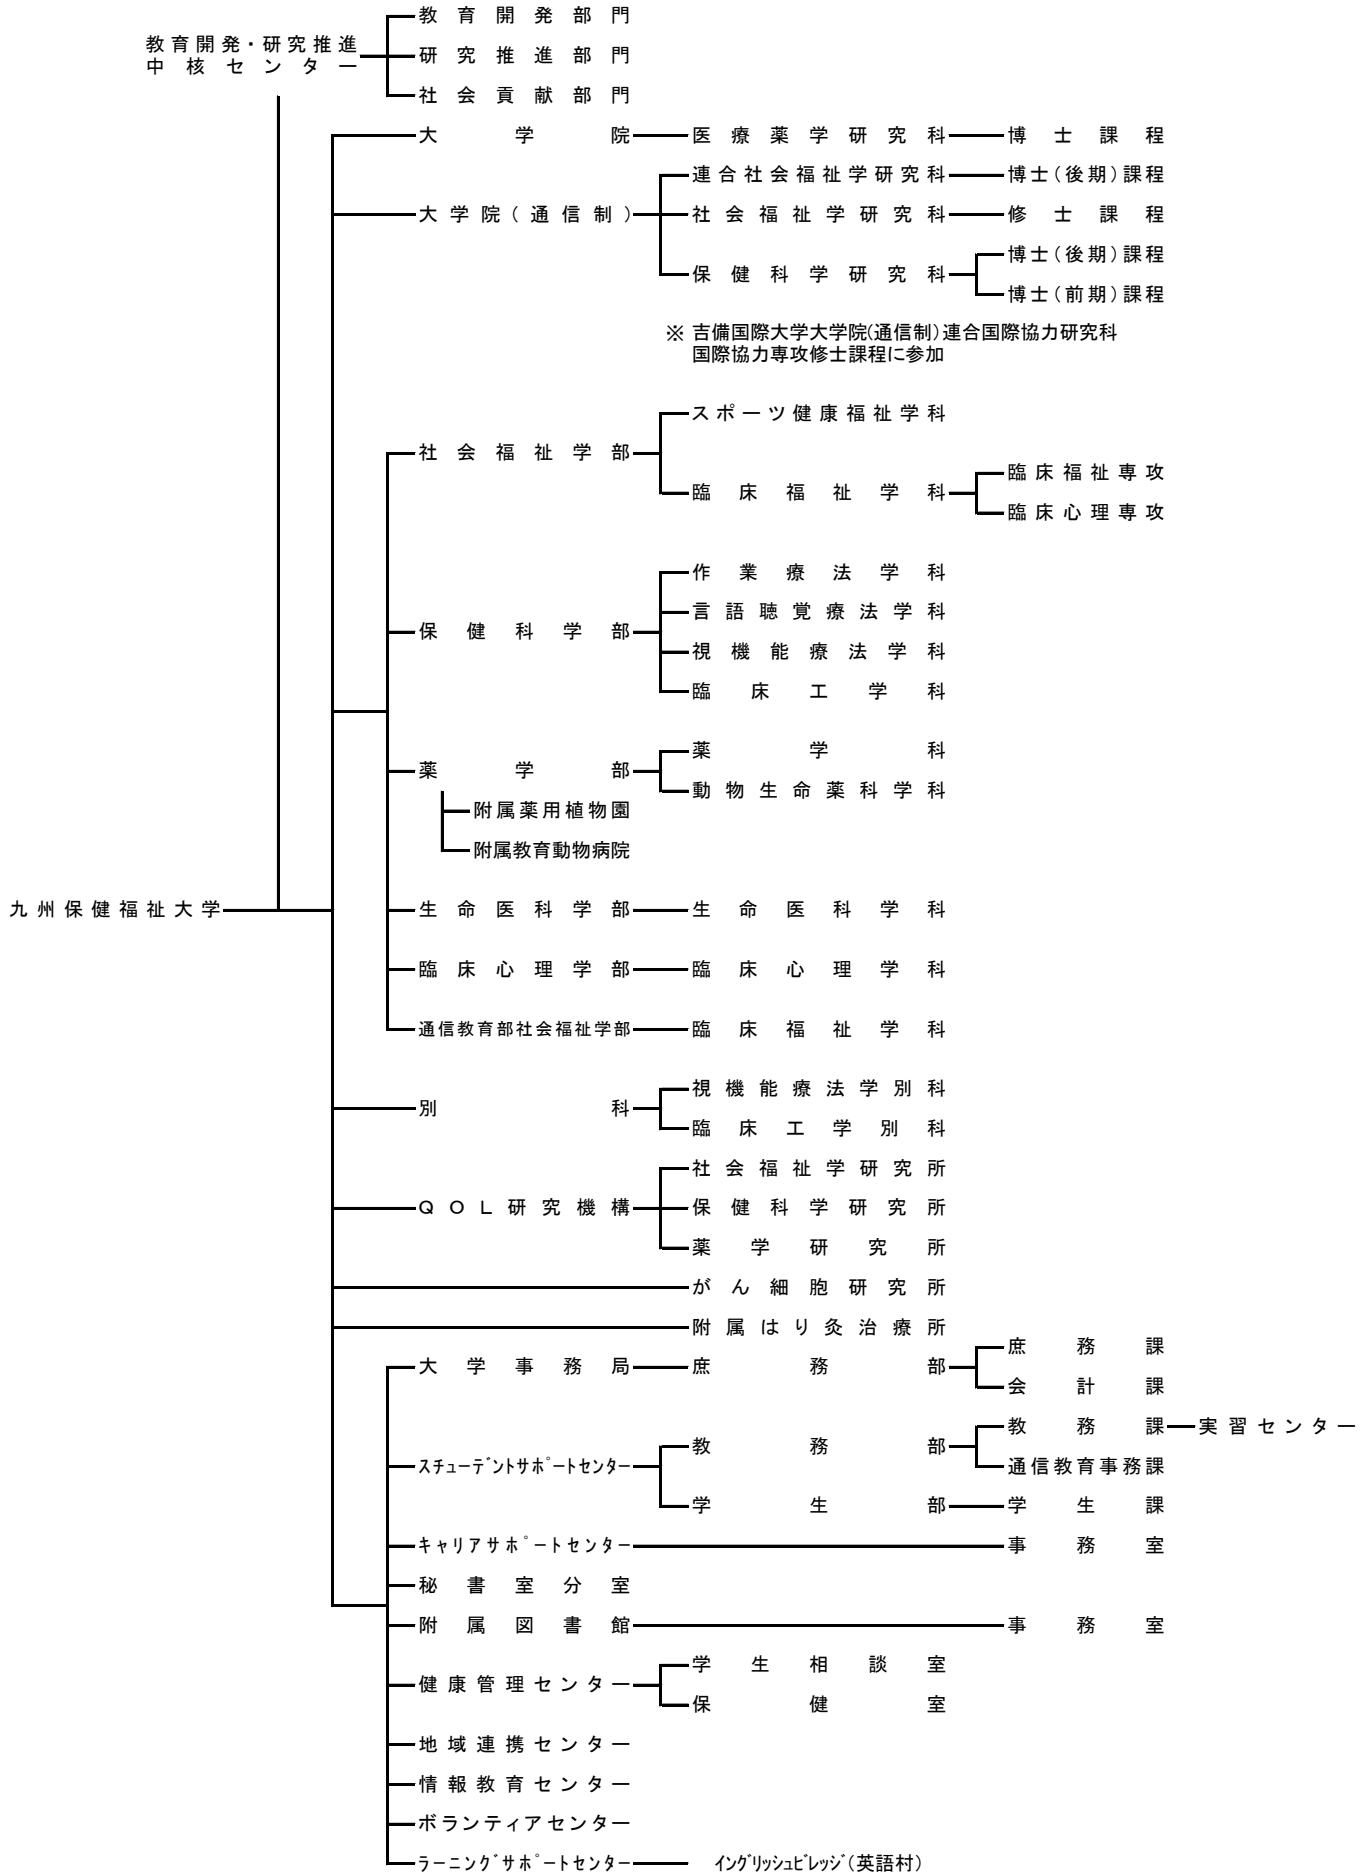 教育開発部門
教育開発・研究推進
中核センター
研究推進部門
社会貢献部門
大学院 医療薬学研究科 博士課程
連合社会福祉学研究科 博士(後期)課程
大学院(通信制) 社会福祉学研究科 修士課程
博士(後期)課程
保健科学研究科
博士(前期)課程
※ 吉備国際大学大学院(通信制)連合国際協力研究科
国際協力専攻修士課程に参加
スポーツ健康福祉学科
社会福祉学部
臨床福祉専攻
臨床福祉学科
臨床心理専攻
作業療法学科
言語聴覚療法学科
保健科学部
視機能療法学科
臨床工学科
薬学科
薬学部
動物生命薬科学科
附属薬用植物園
附属教育動物病院
九州保健福祉大学 生命医科学部 生命医科学科
臨床心理学部 臨床心理学科
通信教育部社会福祉学部 臨床福祉学科
視機能療法学別科
別科
臨床工学別科
社会福祉学研究所
QOL研究機構 保健科学研究所
薬学研究所
がん細胞研究所
附属はり灸治療所
庶務課
大学事務局 庶務部
会計課
教務課 実習センター
教務部
スチューデントサポートセンター 通信教育事務課
学生部 学生課
キャリアサポートセンター 事務室
秘書室分室
附属図書館 事務室
学生相談室
健康管理センター
保健室
地域連携センター
情報教育センター
ボランティアセンター
ラーニングサポートセンター イングリッシュビレッジ(英語村)